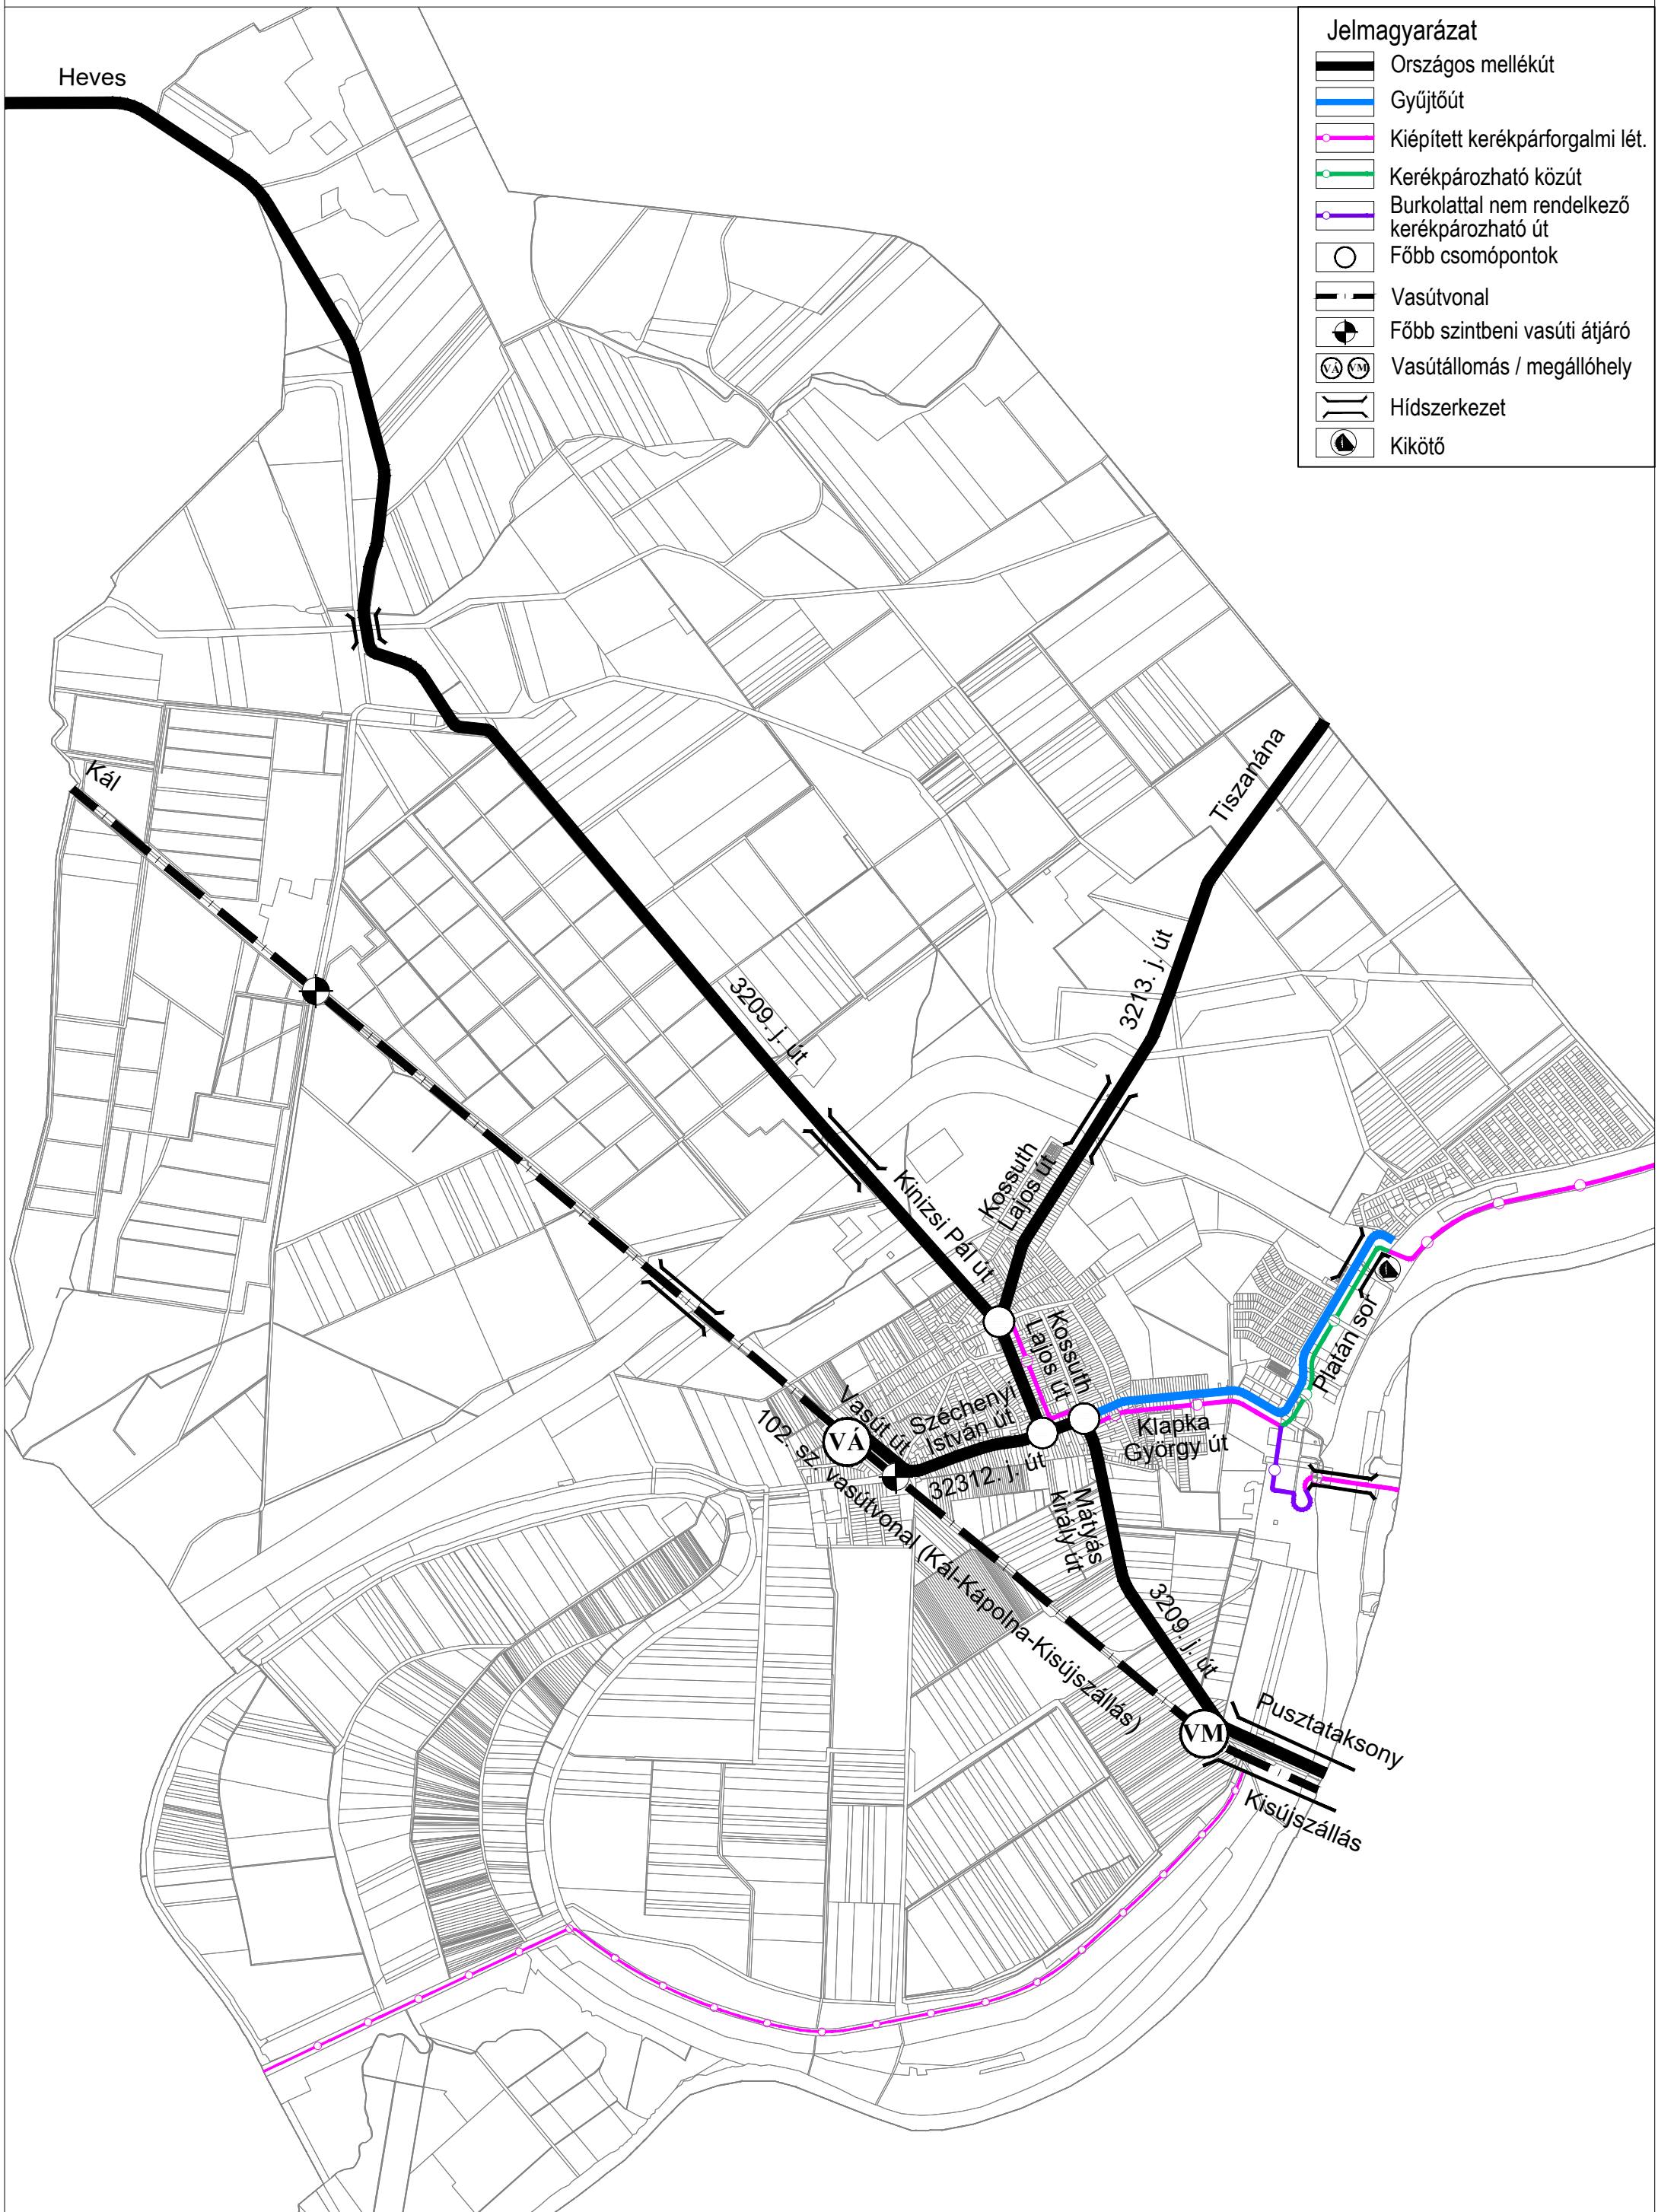 Jelmagyarázat
Országos mellékút
Gyűjtőút
Kiépített kerékpárforgalmi lét.
Kerékpározható közút
Burkolattal nem rendelkező
kerékpározható út
Főbb csomópontok
Vasútvonal
Főbb szintbeni vasúti átjáró
VÁ VM
Vasútállomás / megállóhely
Hídszerkezet
Kikötő
Heves
Kál
Tiszanána
3213. j. út
3209. j. út
Kossuth
Lajos út
Kinizsi Pál út
Kossuth
Lajos út
Platán sor
Vasút út
Széchenyi
István út
Klapka
György út
VÁ
32312. j. út
102. sz. vasútvonal (Kál-Kápolna-Kisújszállás)
Mátyás
király út
3209. j. út
VM
Pusztataksony
Kisújszállás